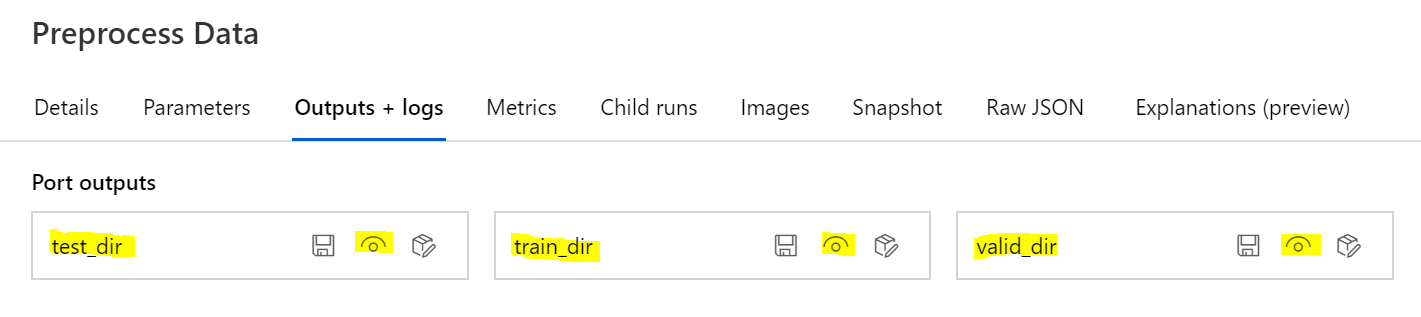 Preprocess Data
Details Parameters Outputs + logs Metrics Child runs Images Snapshot Raw JSON Explanations (preview)
Port outputs
test_dir train_dir valid_dir